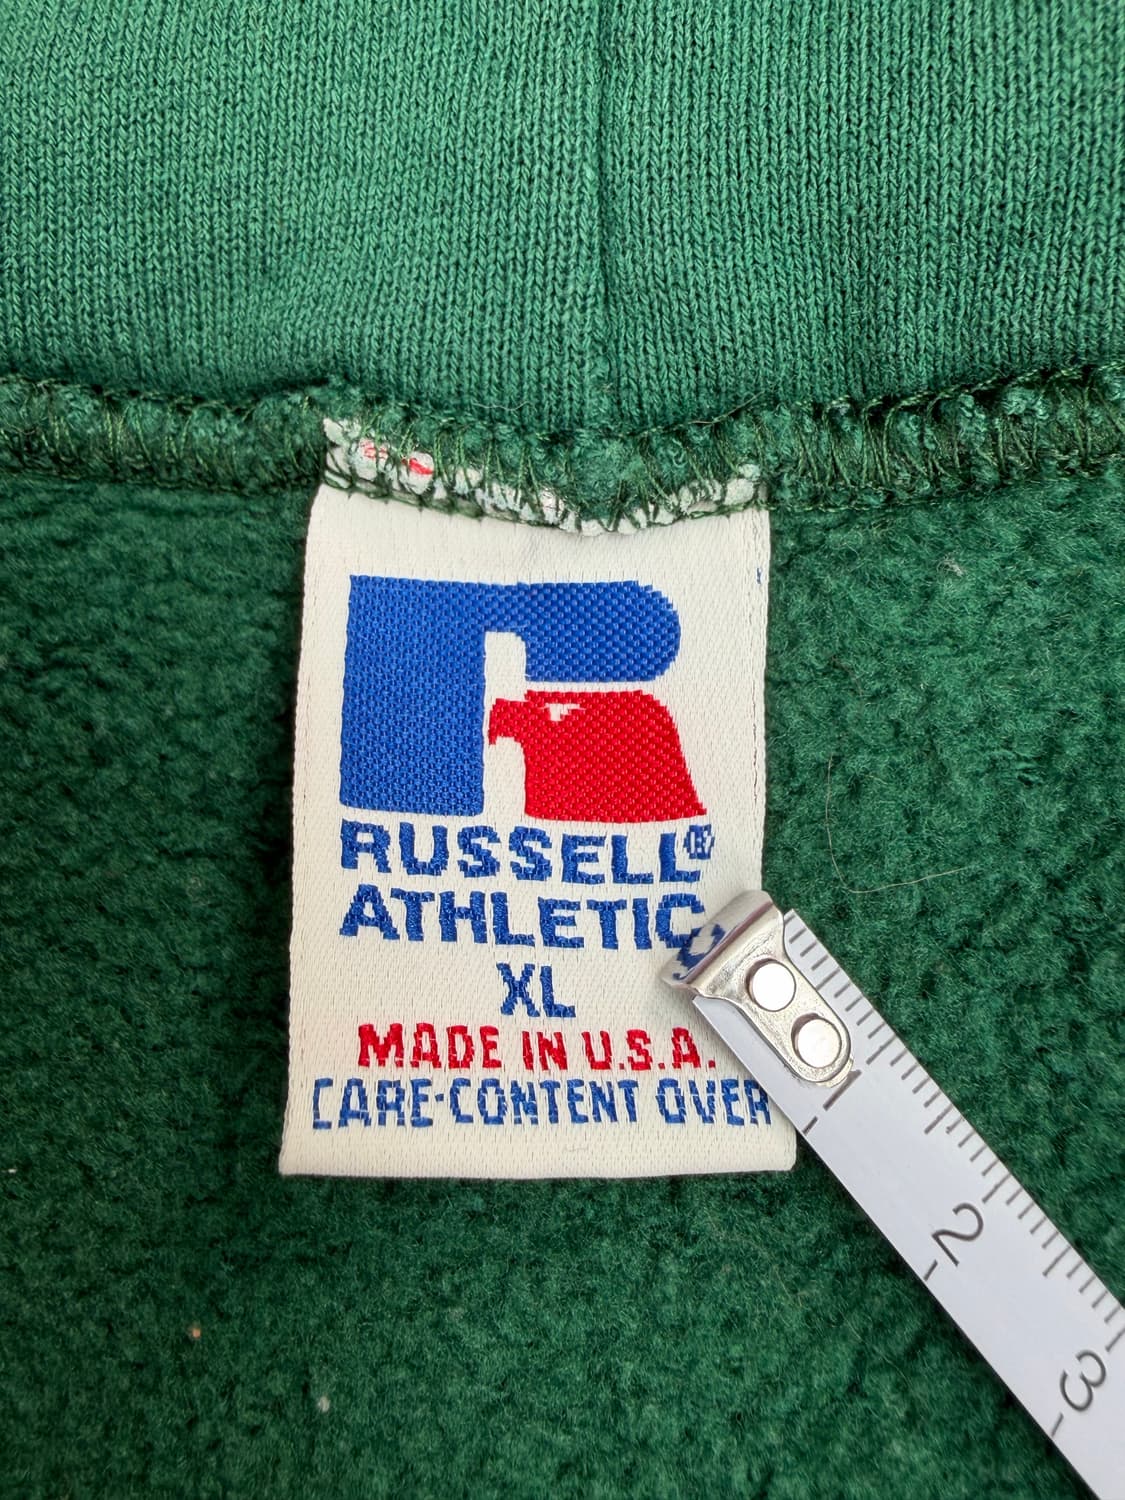 RUSSELL®
ATHLETIC
XL
MADE IN U.S.A.
CARE·CONTENT OVER
1
2
3